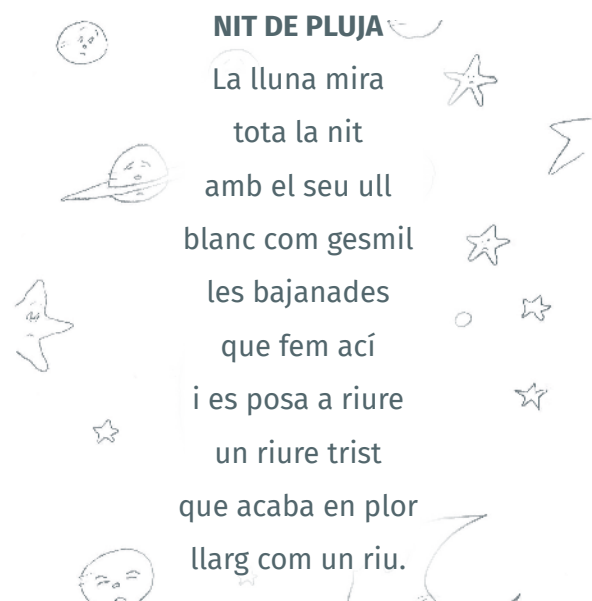 NIT DE PLUJA
La lluna mira
tota la nit
amb el seu ull
blanc com gesmil
les bajanades
que fem ací
i es posa a riure
un riure trist
que acaba en plor
llarg com un riu.